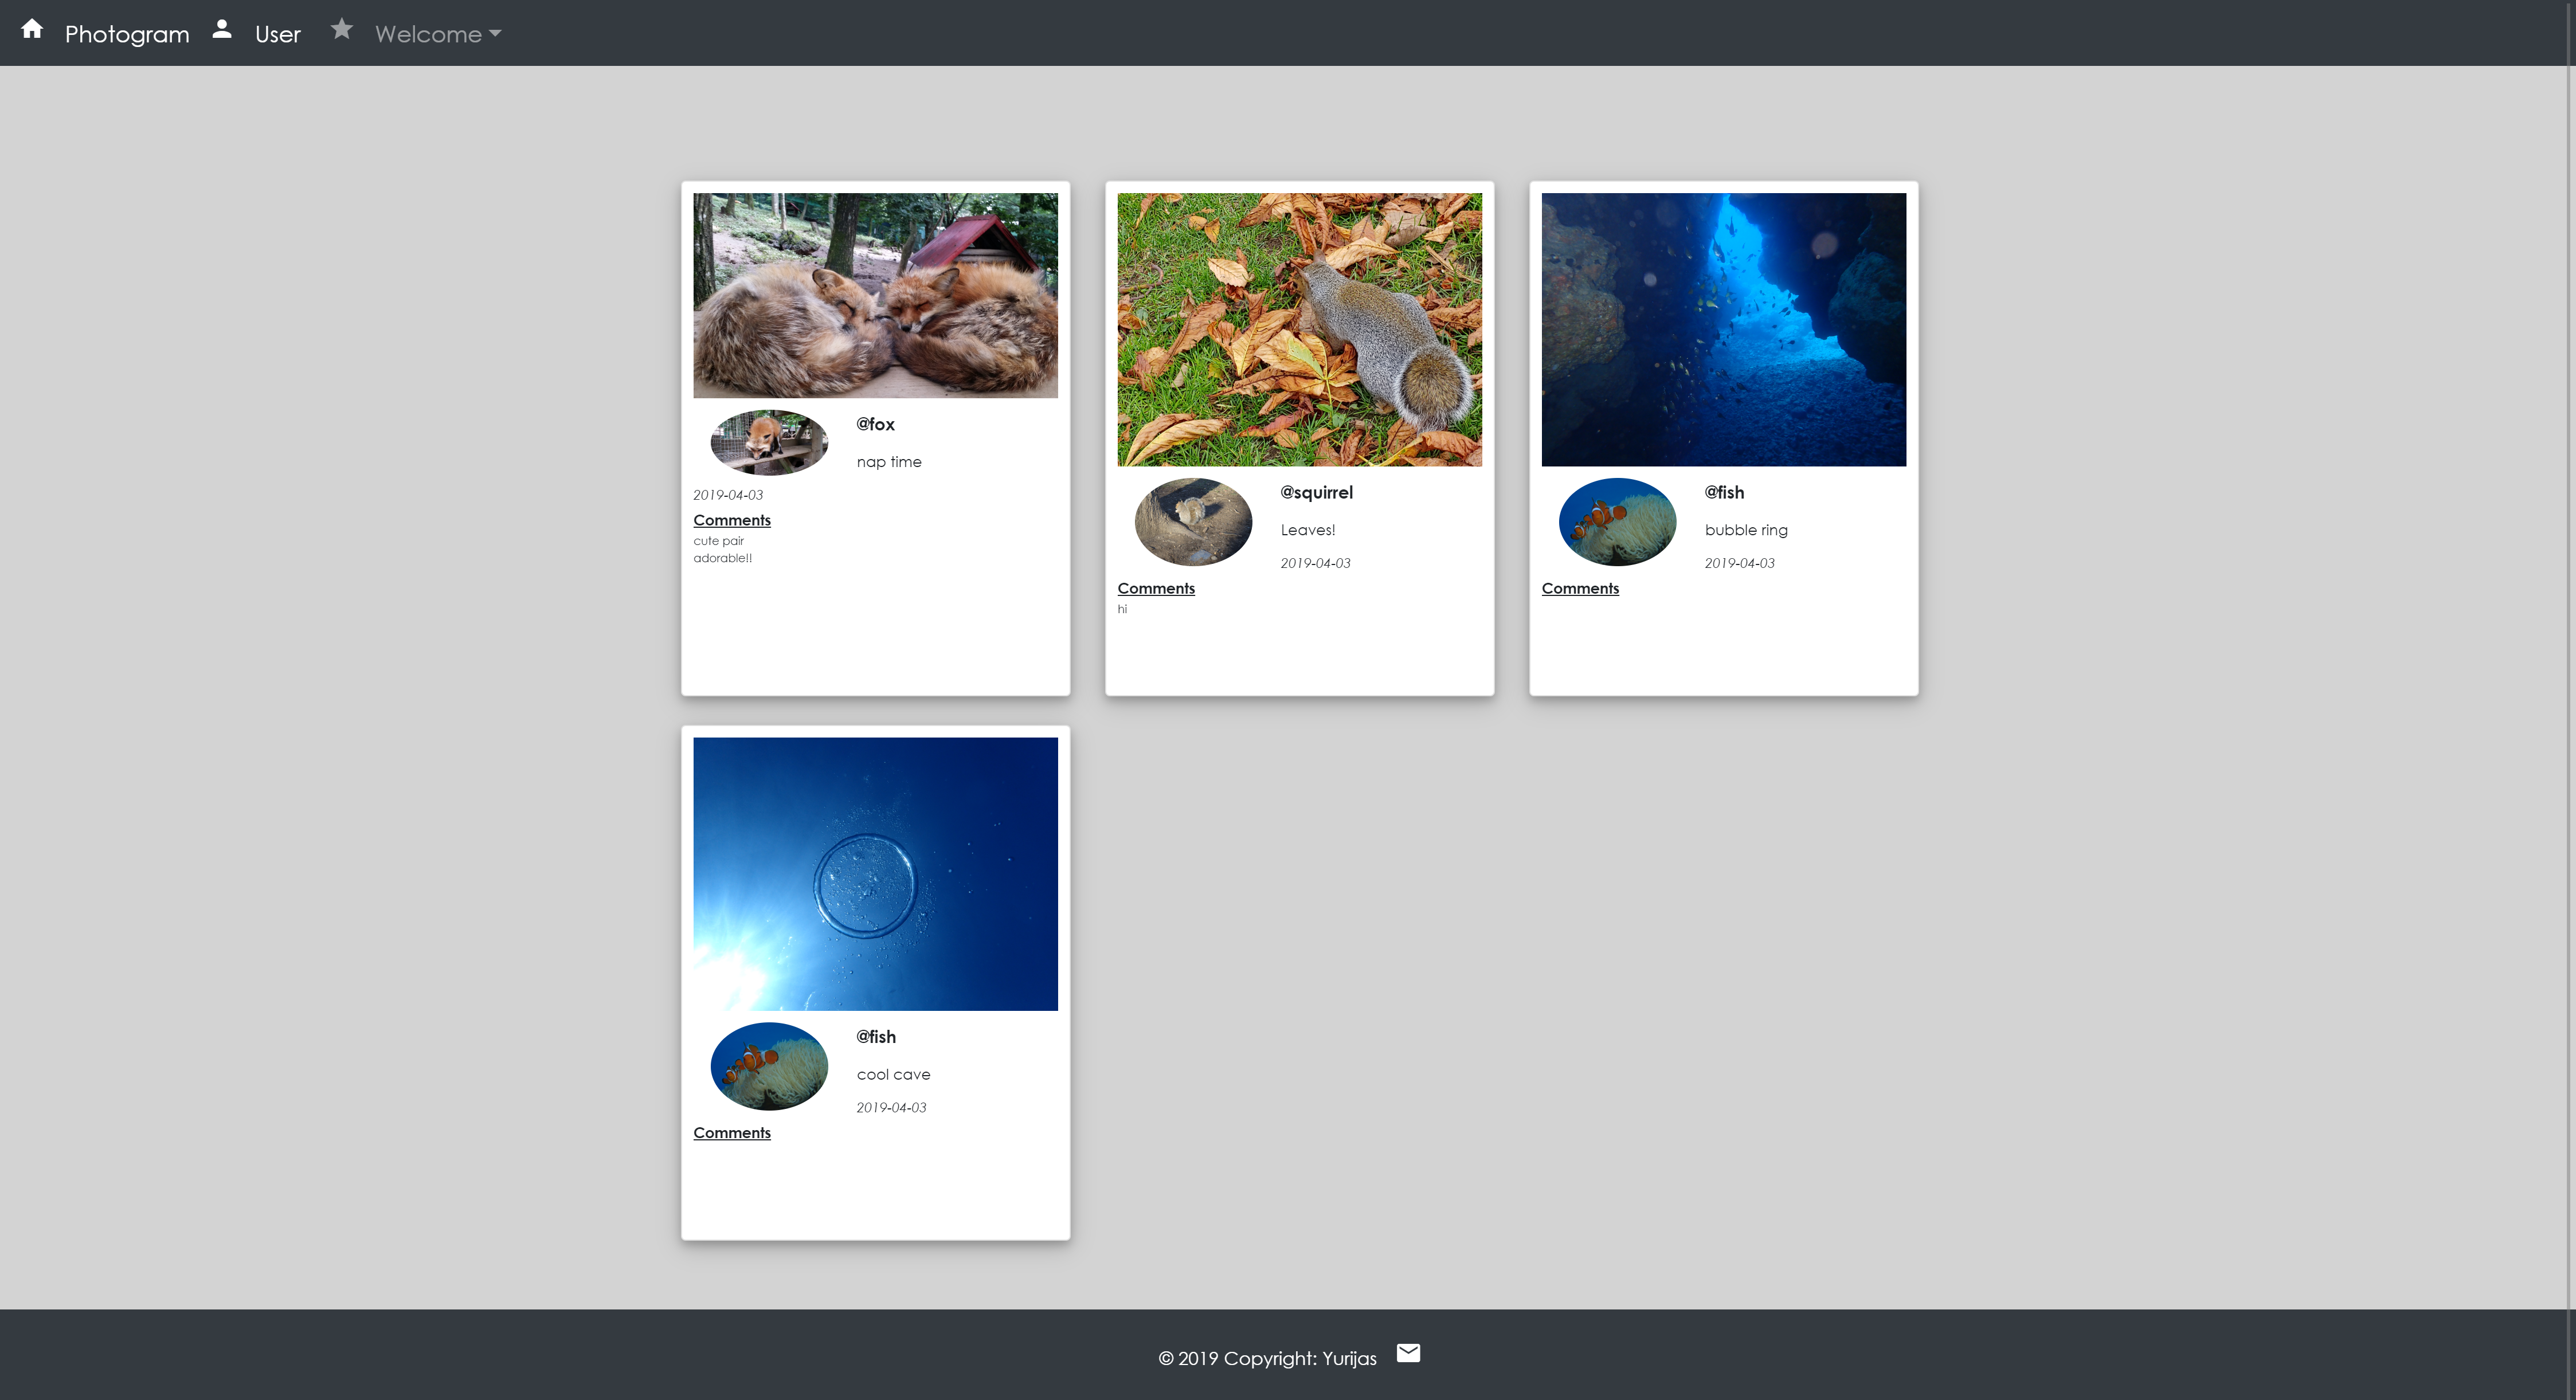 Photogram User Welcome
@fox
nap time
2019-04-03
Comments
cute pair
adorable!!
@squirrel
Leaves!
2019-04-03
Comments
hi
@fish
bubble ring
2019-04-03
Comments
@fish
cool cave
2019-04-03
Comments
© 2019 Copyright: Yurijas